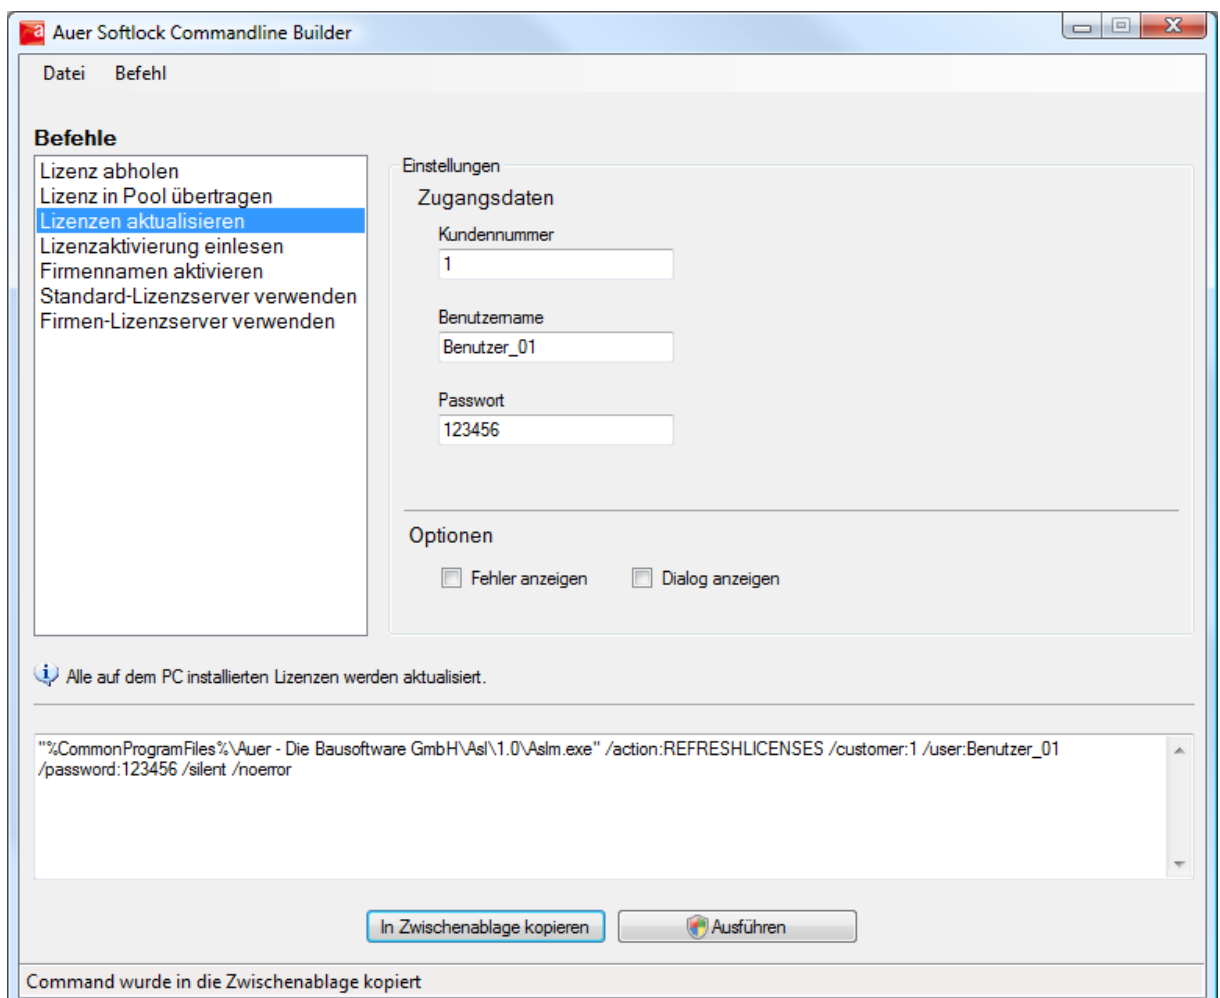 Auer Softlock Commandline Builder
Datei Befehl
Befehle
Lizenz abholen
Lizenz in Pool übertragen
Lizenzen aktualisieren
Lizenzaktivierung einlesen
Firmennamen aktivieren
Standard-Lizenzserver verwenden
Firmen-Lizenzserver verwenden
Einstellungen
Zugangsdaten
Kundennummer
1
Benutzername
Benutzer_01
Passwort
123456
Optionen
Fehler anzeigen Dialog anzeigen
Alle auf dem PC installierten Lizenzen werden aktualisiert.
"%CommonProgramFiles%\Auer - Die Bausoftware GmbH\Asl\1.0\Aslm.exe" /action:REFRESHLICENSES /customer:1 /user:Benutzer_01
/password:123456 /silent /noerror
In Zwischenablage kopieren Ausführen
Command wurde in die Zwischenablage kopiert